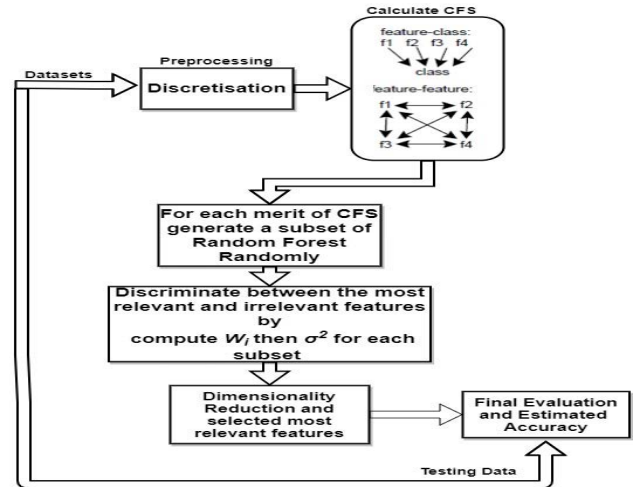 Calculate CFS
feature-class:
f1 f2 f3 f4
class
feature-feature:
f1 f2
f3 f4
Datasets
Preprocessing
Discretisation
For each merit of CFS
generate a subset of
Random Forest
Randomly
Discriminate between the most
relevant and irrelevant features
by
compute Wi then σ² for each
subset
Dimensionality
Reduction and
selected most
relevant features
Final Evaluation
and Estimated
Accuracy
Testing Data